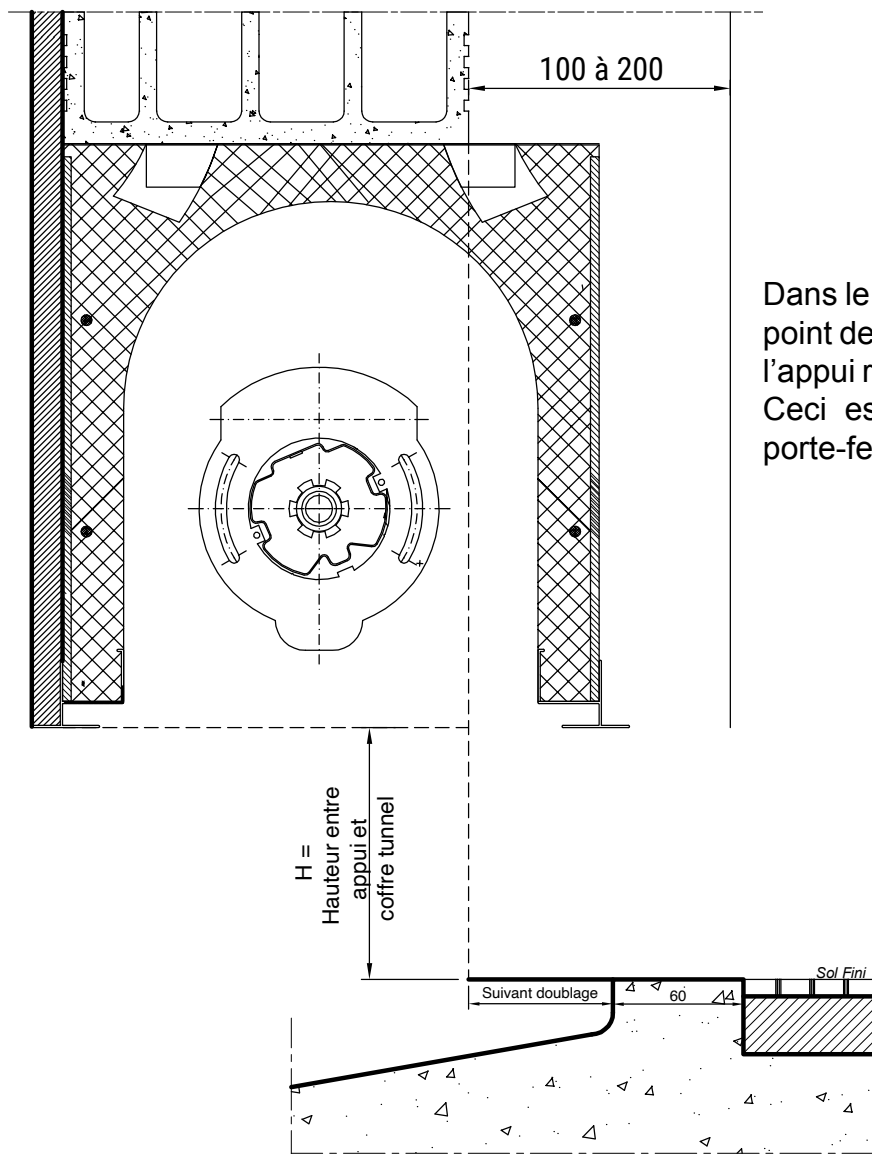 100 à 200
Dans le
point de
l’appui r
Ceci es
porte-fe
H =
Hauteur entre
appui et
coffre tunnel
Sol Fini
Suivant doublage
60